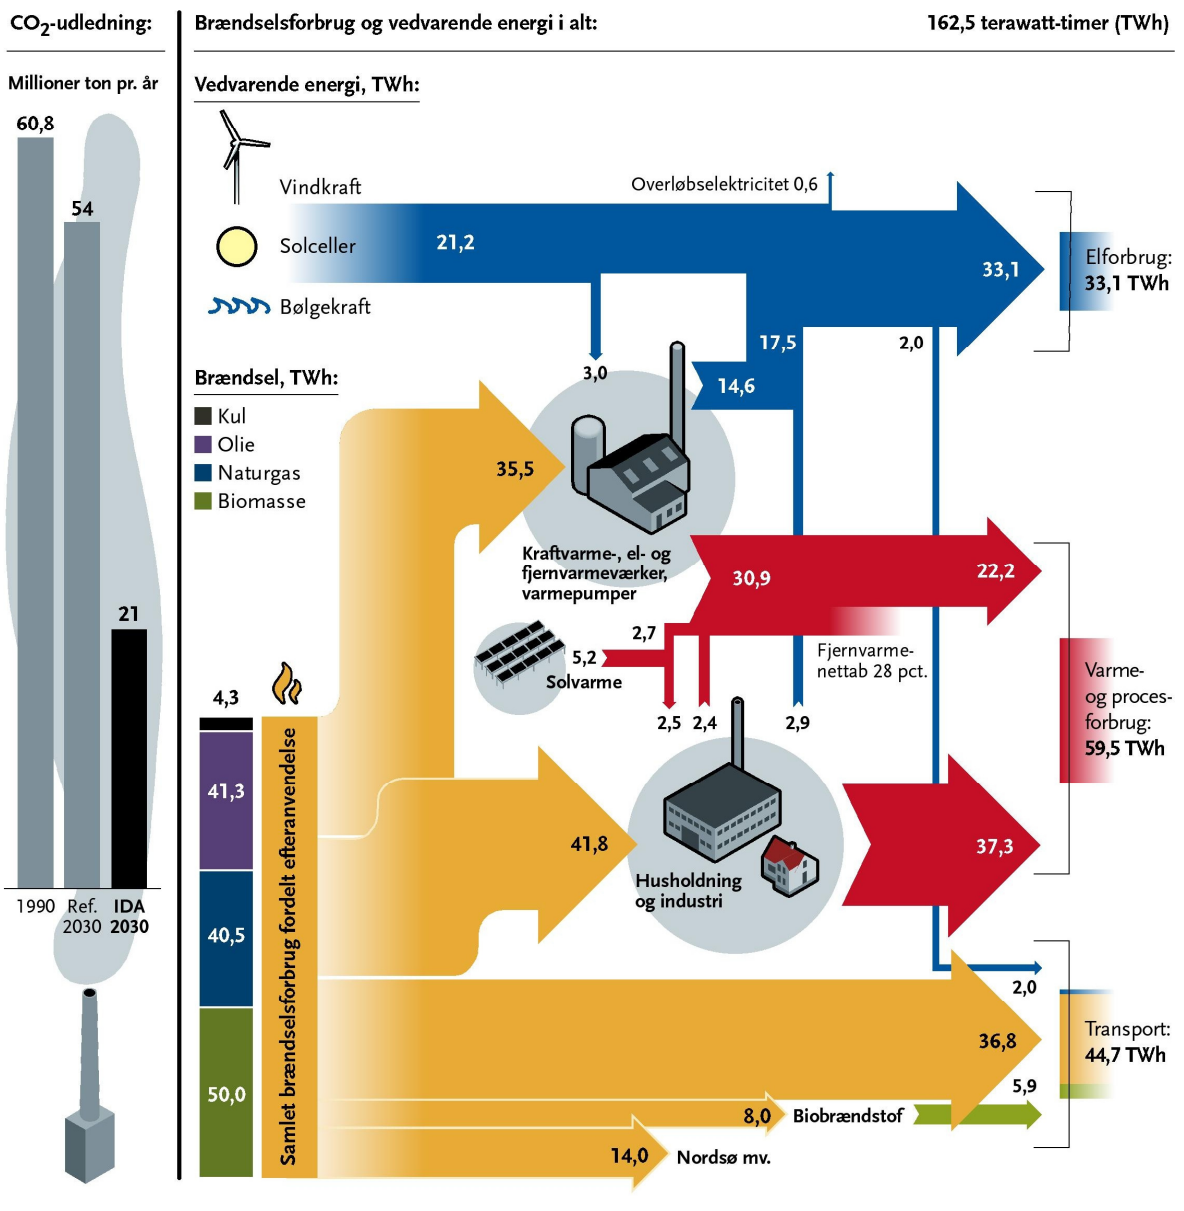 CO2-udledning:
Millioner ton pr. år
60,8
54
21
1990
Ref.
2030
IDA
2030
Brændselsforbrug og vedvarende energi i alt:
162,5 terawatt-timer (TWh)
Vedvarende energi, TWh:
Vindkraft
Solceller
Bølgekraft
21,2
Overløbselektricitet 0,6
33,1
Elforbrug:
33,1 TWh
3,0
17,5
14,6
2,0
Brændsel, TWh:
Kul
Olie
Naturgas
Biomasse
35,5
Kraftvarme-, el- og
fjernvarmeværker,
varmepumper
30,9
22,2
2,7
5,2
Solvarme
Fjernvarme-
nettab 28 pct.
2,5
2,4
2,9
Varme-
og proces-
forbrug:
59,5 TWh
4,3
41,3
40,5
50,0
Samlet brændselsforbrug fordelt efteranvendelse
41,8
Husholdning
og industri
37,3
2,0
36,8
Transport:
44,7 TWh
5,9
8,0
Biobrændstof
14,0
Nordsø mv.